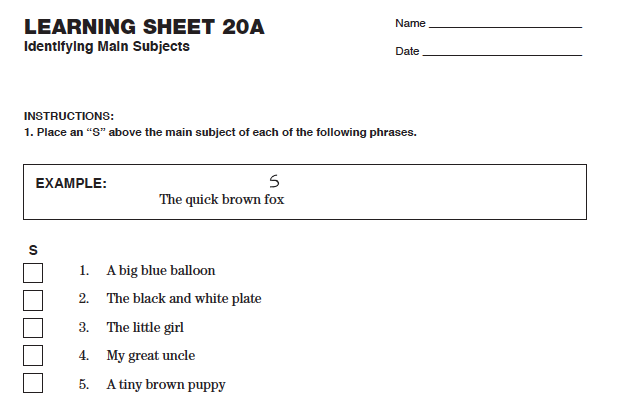 LEARNING SHEET 20A
Identifying Main Subjects
Name
Date
INSTRUCTIONS:
1. Place an “S” above the main subject of each of the following phrases.
EXAMPLE:
S
The quick brown fox
S
1. A big blue balloon
2. The black and white plate
3. The little girl
4. My great uncle
5. A tiny brown puppy